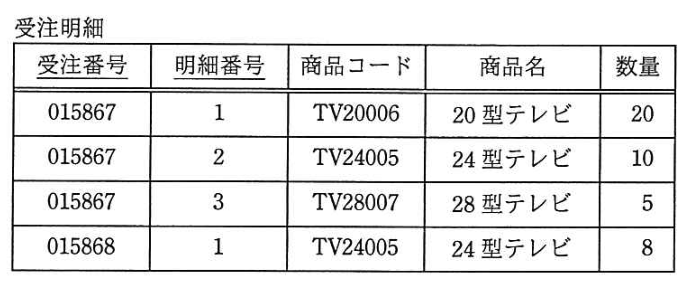 受注明細
受注番号 明細番号 商品コード 商品名 数量
015867 1 TV20006 20型テレビ 20
015867 2 TV24005 24型テレビ 10
015867 3 TV28007 28型テレビ 5
015868 1 TV24005 24型テレビ 8